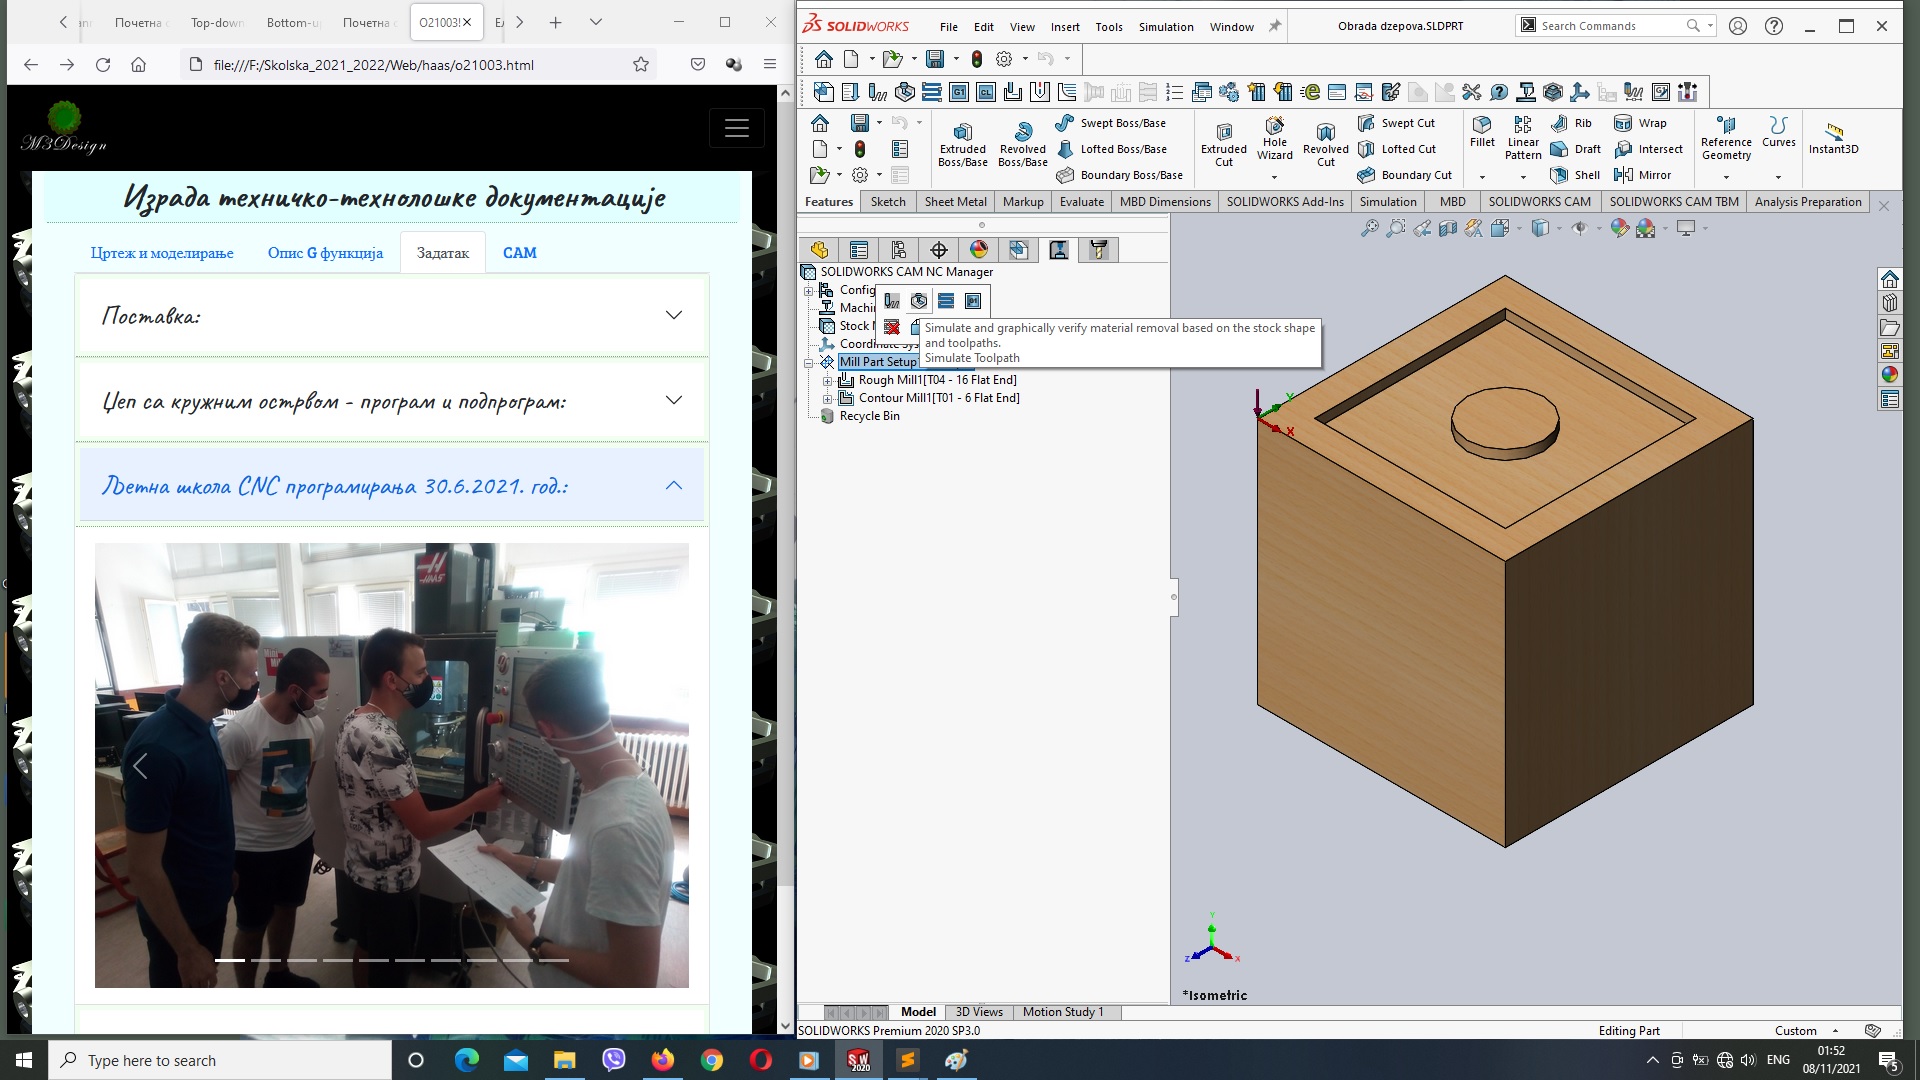 Почетна
Top-down
Bottom-u
Почетна
O21003!
file:///F:/Skolska_2021_2022/Web/haas/o21003.html
M3Design
Израда техничко-технолошке документације
Цртеж и моделирање
Опис G функција
Задатак
CAM
Поставка:
Џеп са кружним острвом - програм и подпрограм:
Љетна школа CNC програмирања 30.6.2021. год.:
HAAS
SOLIDWORKS
File
Edit
View
Insert
Tools
Simulation
Window
Obrada dzepova.SLDPRT
Search Commands
Extruded Boss/Base
Revolved Boss/Base
Swept Boss/Base
Lofted Boss/Base
Boundary Boss/Base
Extruded Cut
Hole Wizard
Revolved Cut
Swept Cut
Lofted Cut
Boundary Cut
Fillet
Linear Pattern
Rib
Draft
Shell
Wrap
Intersect
Mirror
Reference Geometry
Curves
Instant3D
Features
Sketch
Sheet Metal
Markup
Evaluate
MBD Dimensions
SOLIDWORKS Add-Ins
Simulation
MBD
SOLIDWORKS CAM
SOLIDWORKS CAM TBM
Analysis Preparation
SOLIDWORKS CAM NC Manager
Config
Machin
Stock M
Coordinate Sys
Mill Part Setup
Rough Mill1[T04 - 16 Flat End]
Contour Mill1[T01 - 6 Flat End]
Recycle Bin
Simulate and graphically verify material removal based on the stock shape
and toolpaths.
Simulate Toolpath
Y
X
Y
Z
X
*Isometric
Model
3D Views
Motion Study 1
SOLIDWORKS Premium 2020 SP3.0
Editing Part
Custom
Type here to search
SW 2020
ENG
01:52
08/11/2021
5